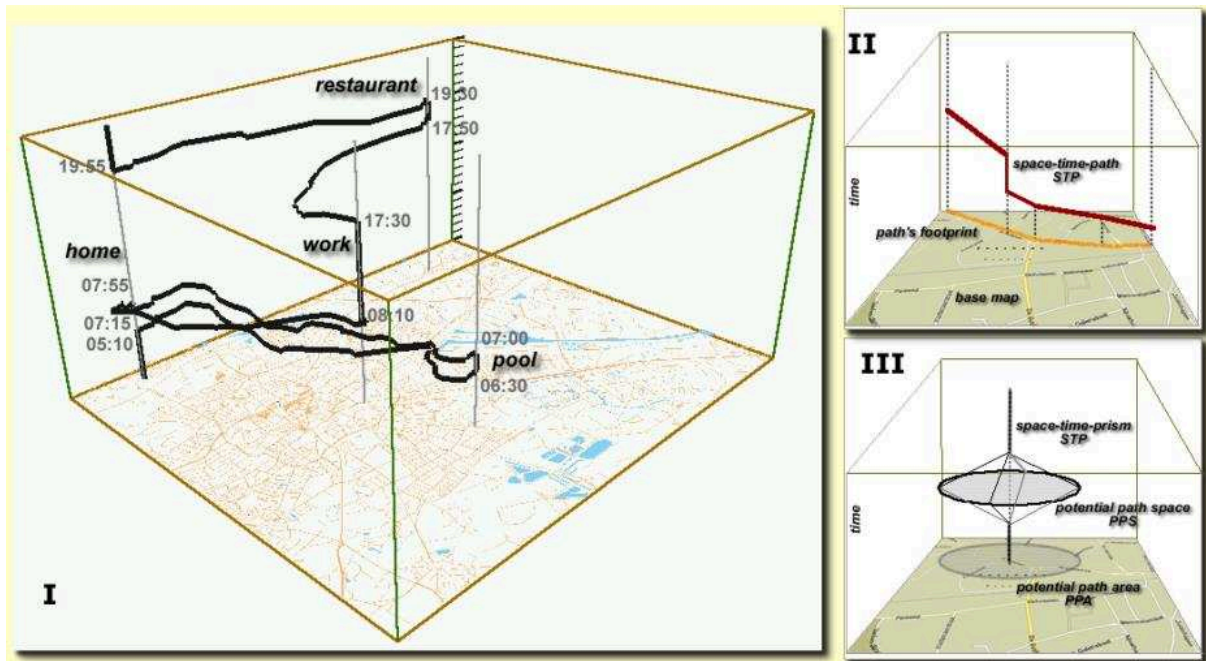 restaurant
19:30
17:50
19:55
17:30
home
work
07:55
08:10
07:15
07:00
05:10
pool
06:30
I
II
space-time-path
STP
time
path's footprint
base map
III
space-time-prism
STP
potential path space
PPS
time
potential path area
PPA